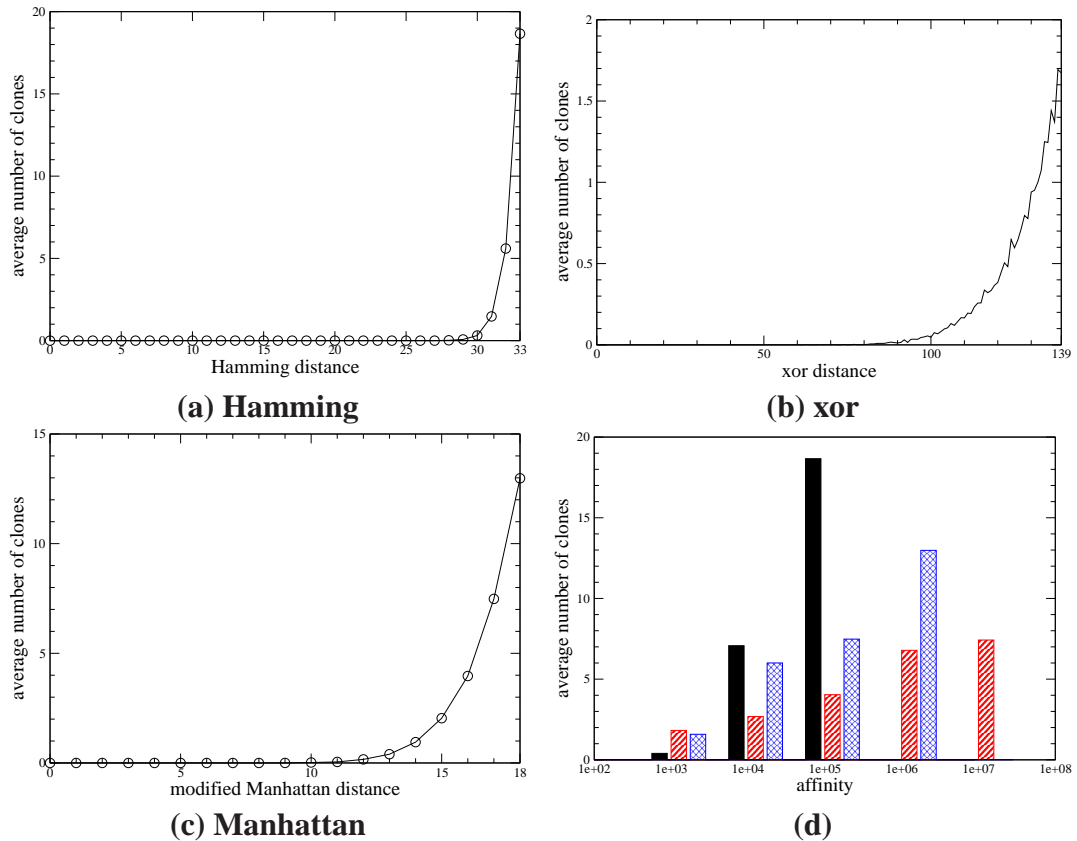 20
15
10
5
0
average number of clones
0
5
10
15
20
25
30
33
Hamming distance
(a) Hamming
2
1.5
1
0.5
0
average number of clones
0
50
100
139
xor distance
(b) xor
15
10
5
0
average number of clones
0
5
10
15
18
modified Manhattan distance
(c) Manhattan
20
15
10
5
0
average number of clones
1e+02
1e+03
1e+04
1e+05
1e+06
1e+07
1e+08
affinity
(d)